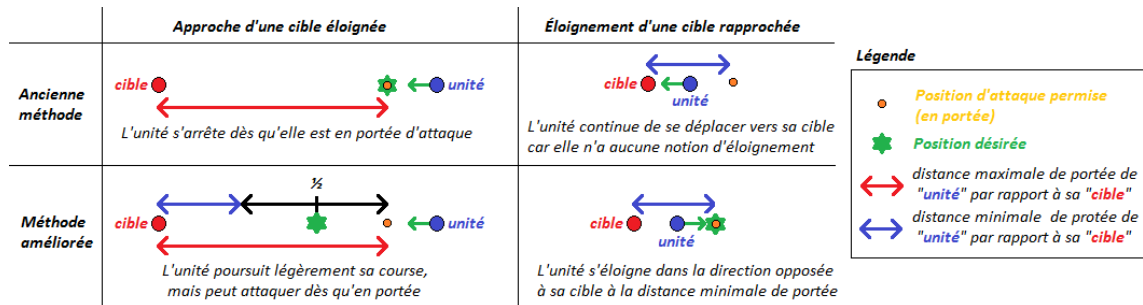 Approche d'une cible éloignée
Éloignement d'une cible rapprochée
Ancienne
méthode
cible
unité
L'unité s'arrête dès qu'elle est en portée d'attaque
cible
unité
L'unité continue de se déplacer vers sa cible
car elle n'a aucune notion d'éloignement
Méthode
améliorée
½
cible
unité
L'unité poursuit légèrement sa course,
mais peut attaquer dès qu'en portée
cible
unité
L'unité s'éloigne dans la direction opposée
à sa cible à la distance minimale de portée
Légende
Position d'attaque permise
(en portée)
Position désirée
distance maximale de portée de
"unité" par rapport à sa "cible"
distance minimale de protée de
"unité" par rapport à sa "cible"